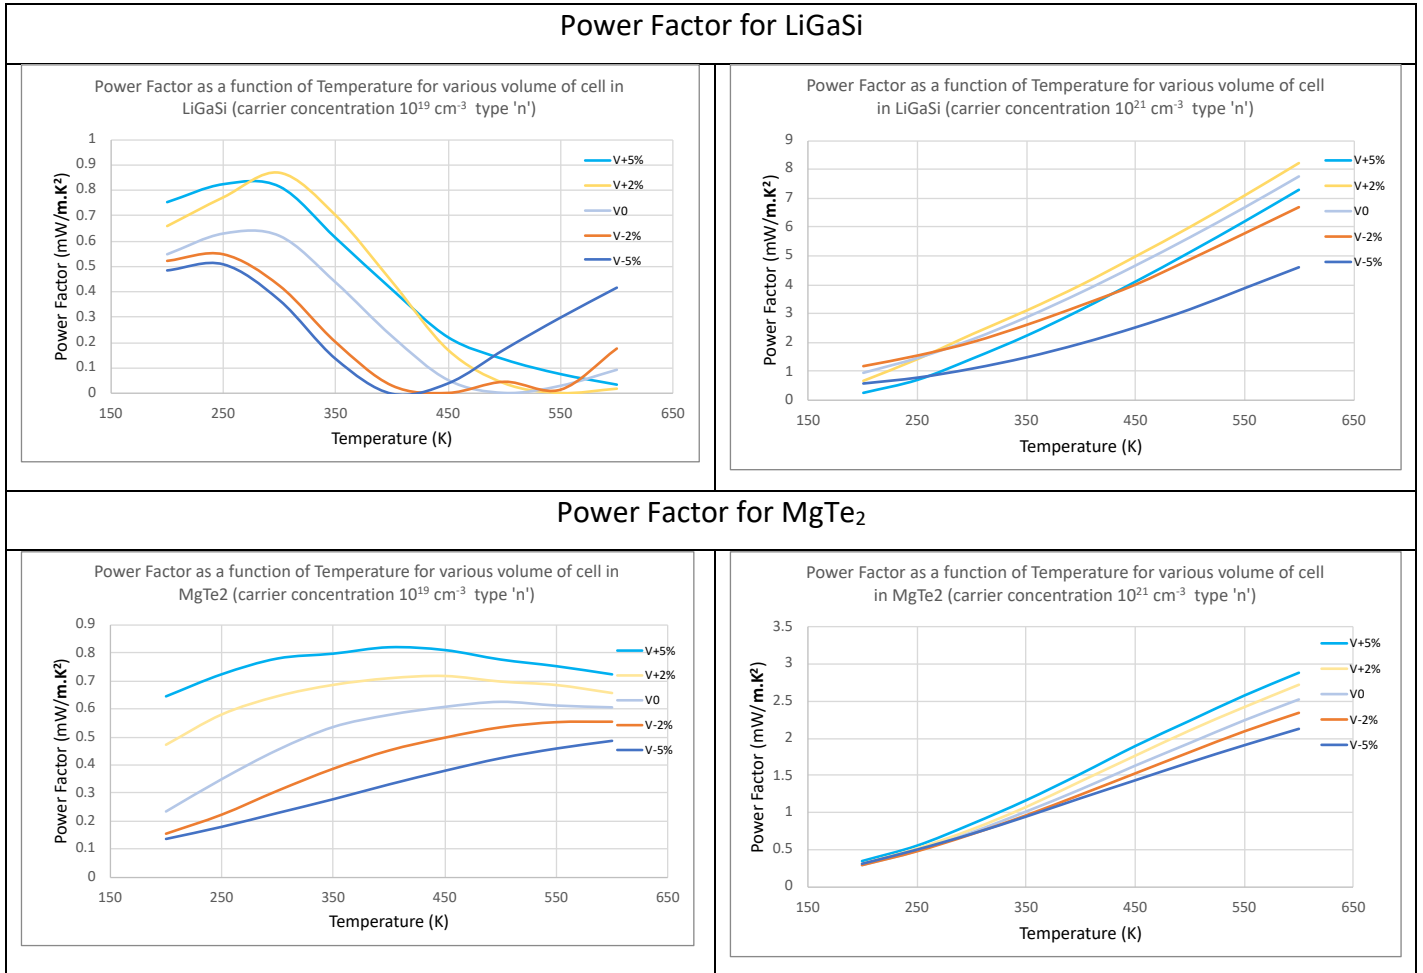 Power Factor for LiGaSi
Power Factor as a function of Temperature for various volume of cell in
LiGaSi (carrier concentration 10¹⁹ cm⁻³ type 'n')
1
0.9
0.8
0.7
0.6
0.5
0.4
0.3
0.2
0.1
0
Power Factor (mW/m.K²)
150
250
350
450
550
650
Temperature (K)
V+5%
V+2%
V0
V-2%
V-5%
Power Factor as a function of Temperature for various volume of cell
in LiGaSi (carrier concentration 10²¹ cm⁻³ type 'n')
9
8
7
6
5
4
3
2
1
0
Power Factor (mW/m.K²)
150
250
350
450
550
650
Temperature (K)
V+5%
V+2%
V0
V-2%
V-5%
Power Factor for MgTe₂
Power Factor as a function of Temperature for various volume of cell in
MgTe2 (carrier concentration 10¹⁹ cm⁻³ type 'n')
0.9
0.8
0.7
0.6
0.5
0.4
0.3
0.2
0.1
0
Power Factor (mW/m.K²)
150
250
350
450
550
650
Temperature (K)
V+5%
V+2%
V0
V-2%
V-5%
Power Factor as a function of Temperature for various volume of cell
in MgTe2 (carrier concentration 10²¹ cm⁻³ type 'n')
3.5
3
2.5
2
1.5
1
0.5
0
Power Factor (mW/m.K²)
150
250
350
450
550
650
Temperature (K)
V+5%
V+2%
V0
V-2%
V-5%